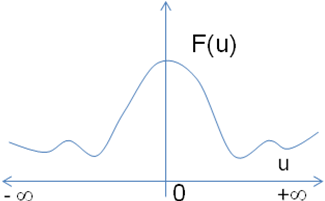 F(u)
u
- ∞ 0 +∞